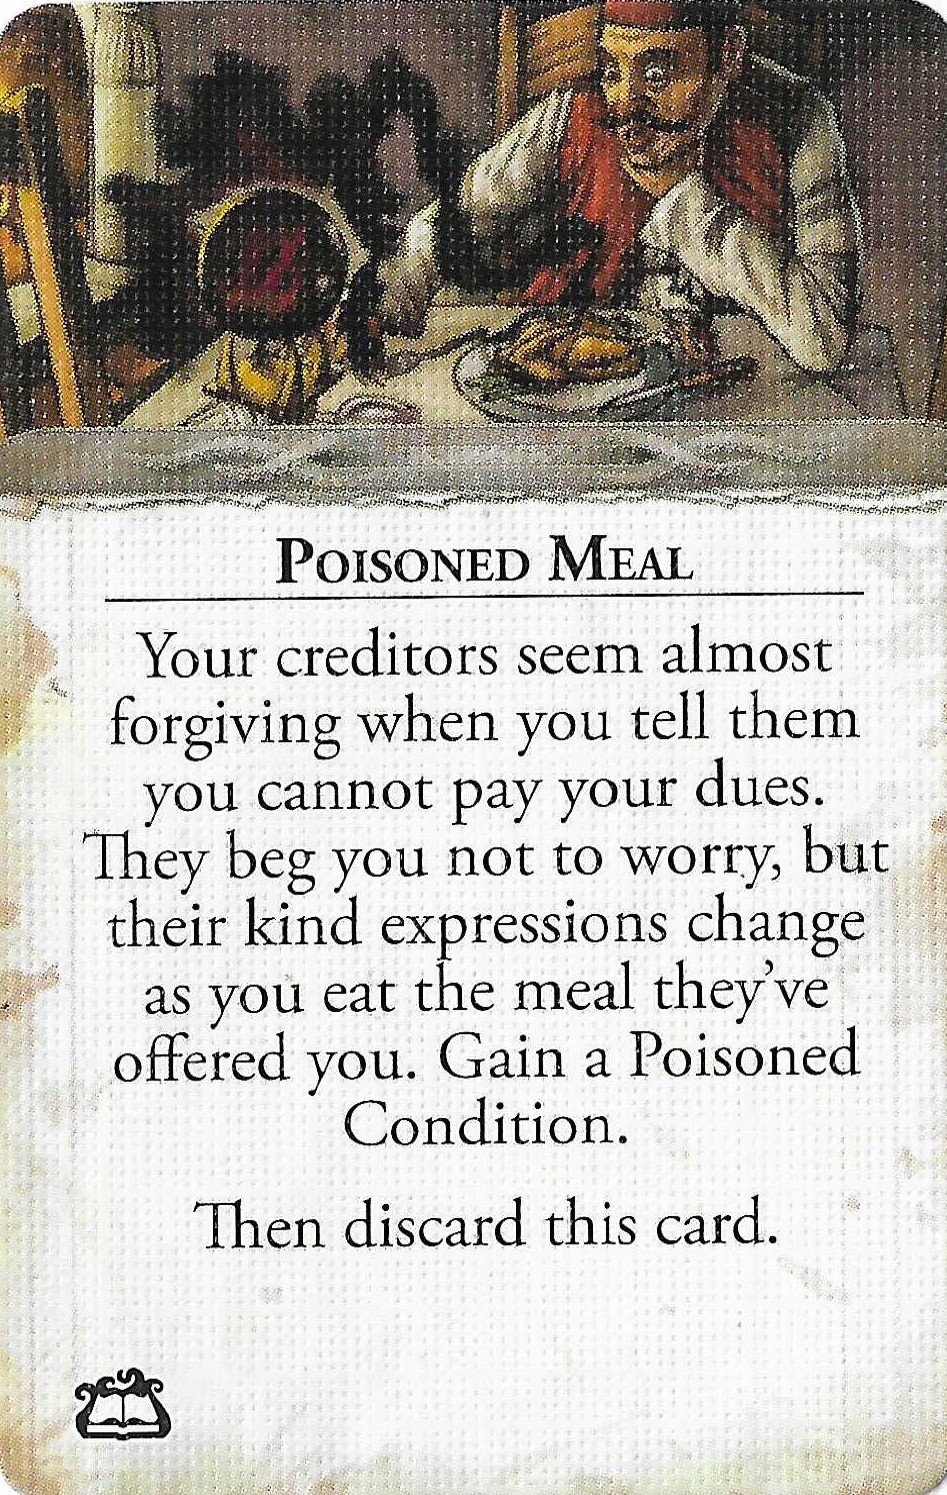 Poisoned Meal
Your creditors seem almost
forgiving when you tell them
you cannot pay your dues.
They beg you not to worry, but
their kind expressions change
as you eat the meal they've
offered you. Gain a Poisoned
Condition.
Then discard this card.